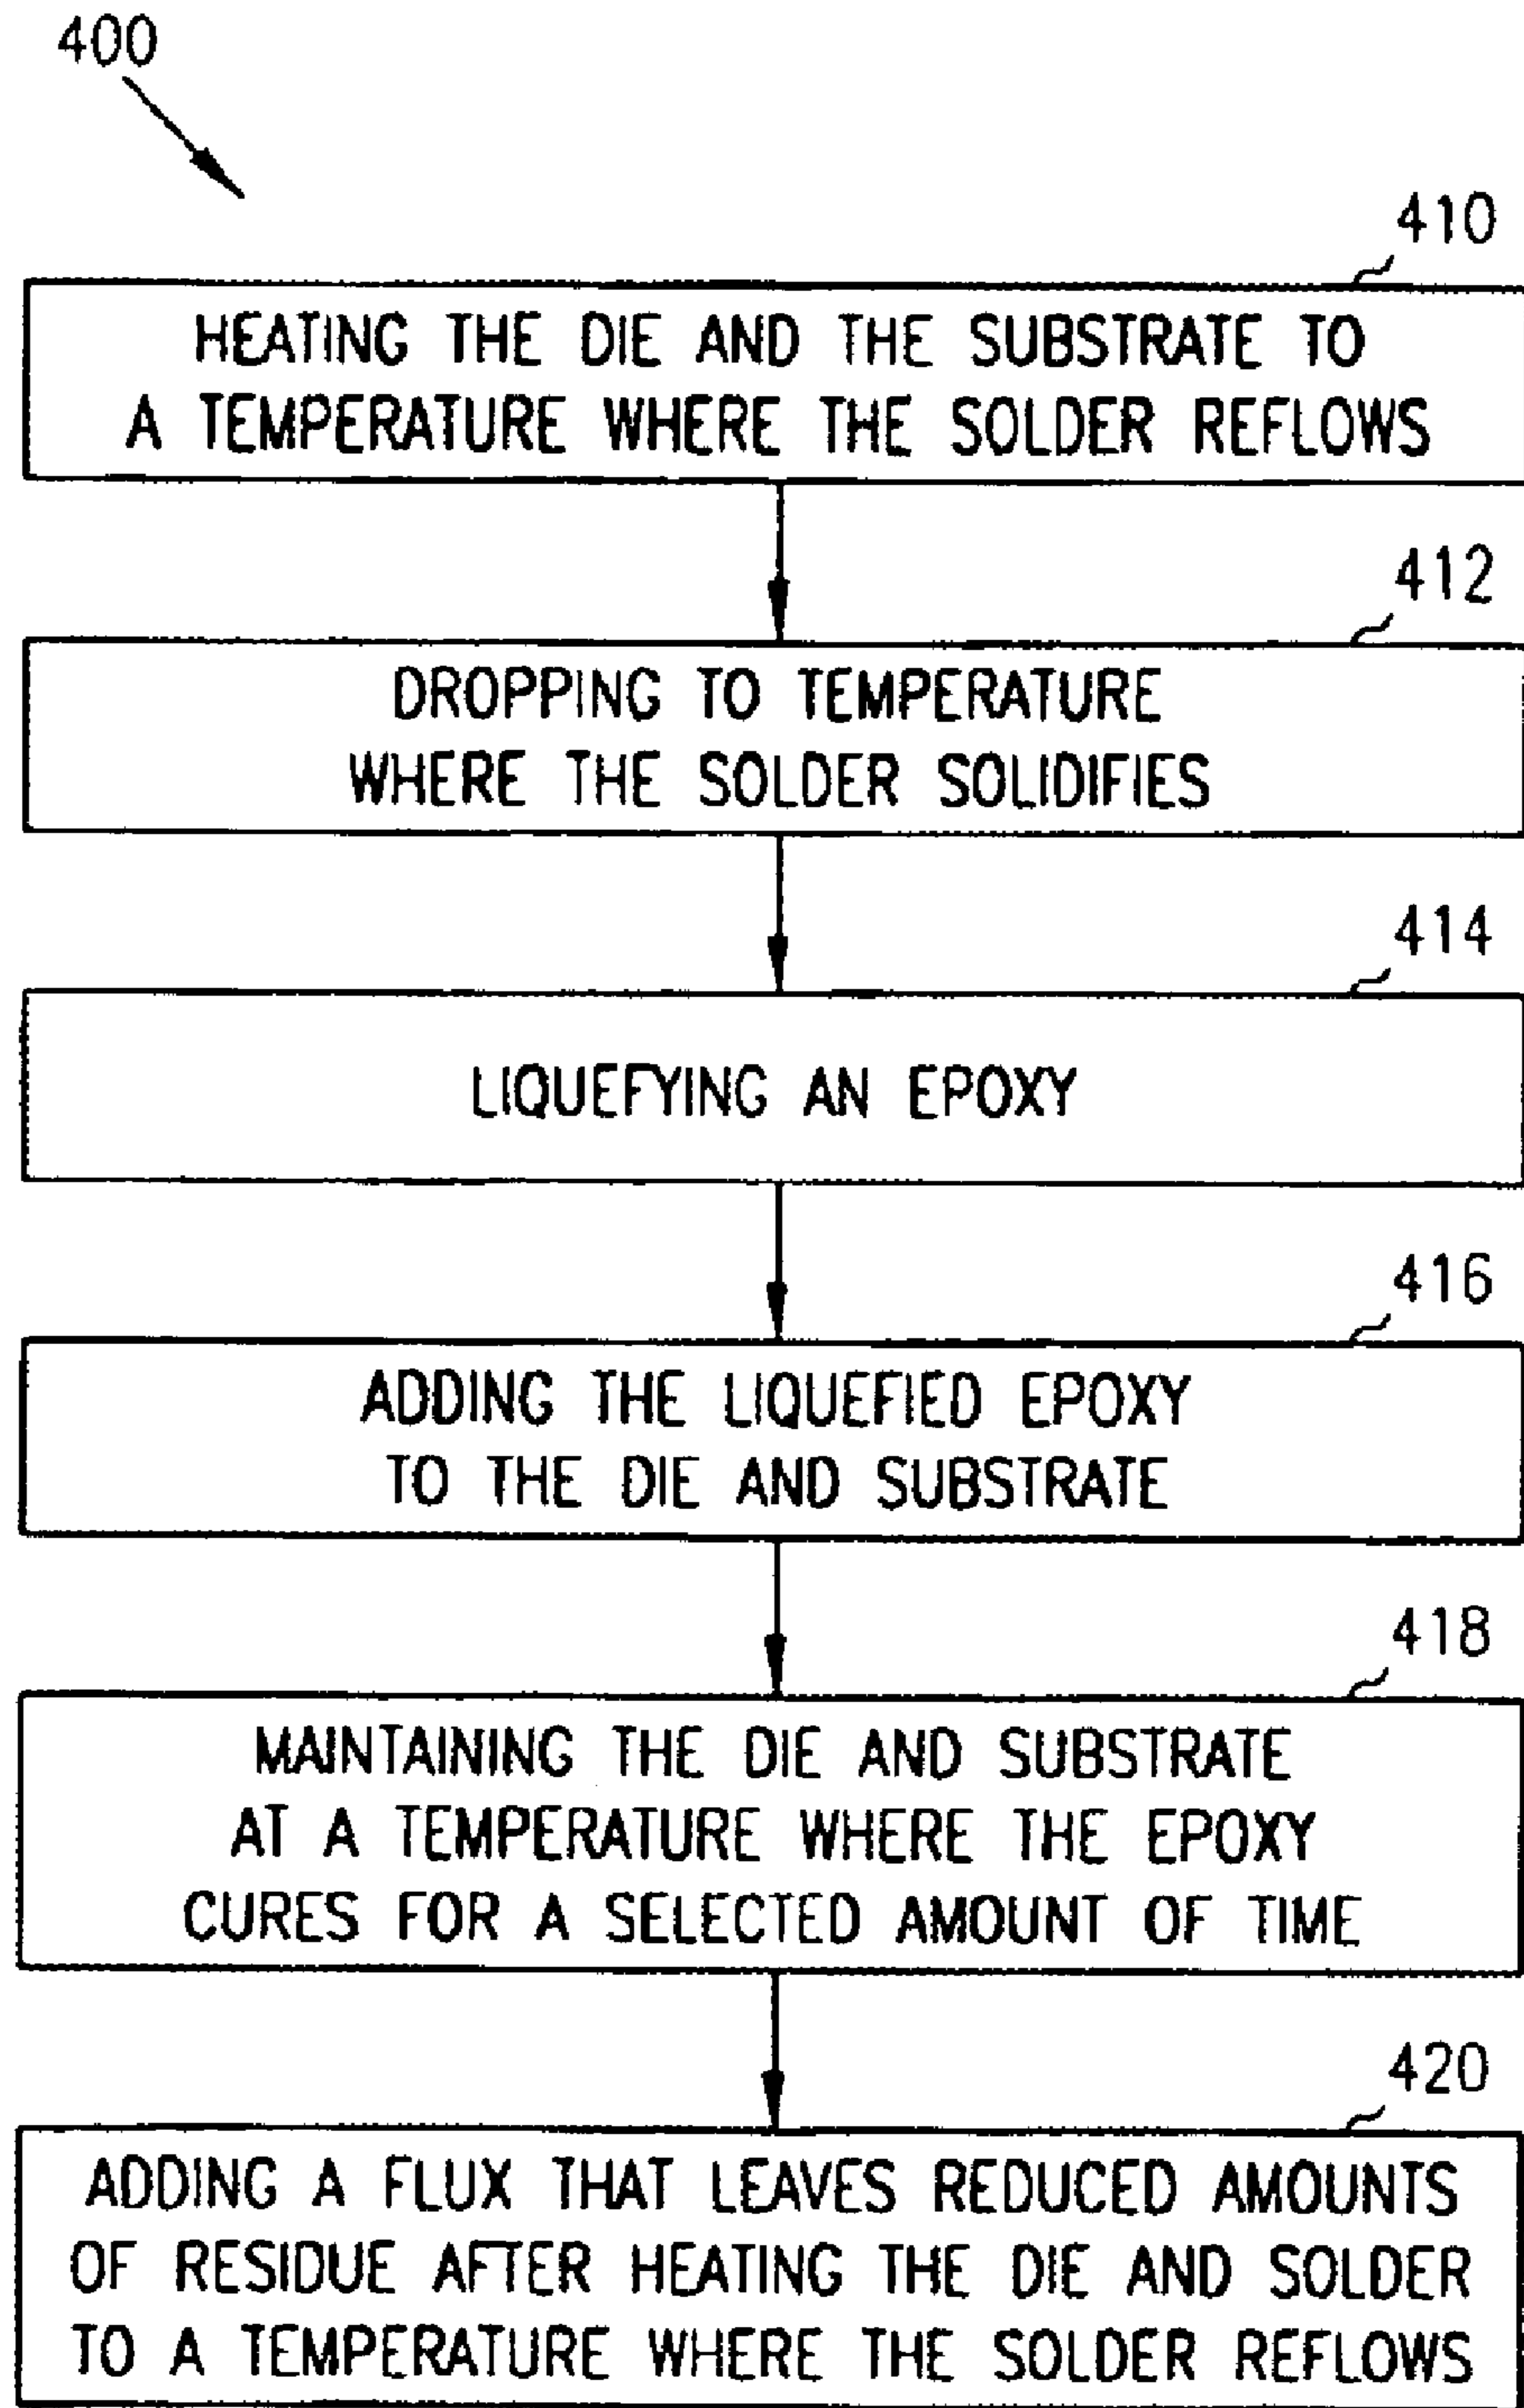 400
410
HEATING THE DIE AND THE SUBSTRATE TO
A TEMPERATURE WHERE THE SOLDER REFLOWS
412
DROPPING TO TEMPERATURE
WHERE THE SOLDER SOLIDIFIES
414
LIQUEFYING AN EPOXY
416
ADDING THE LIQUEFIED EPOXY
TO THE DIE AND SUBSTRATE
418
MAINTAINING THE DIE AND SUBSTRATE
AT A TEMPERATURE WHERE THE EPOXY
CURES FOR A SELECTED AMOUNT OF TIME
420
ADDING A FLUX THAT LEAVES REDUCED AMOUNTS
OF RESIDUE AFTER HEATING THE DIE AND SOLDER
TO A TEMPERATURE WHERE THE SOLDER REFLOWS